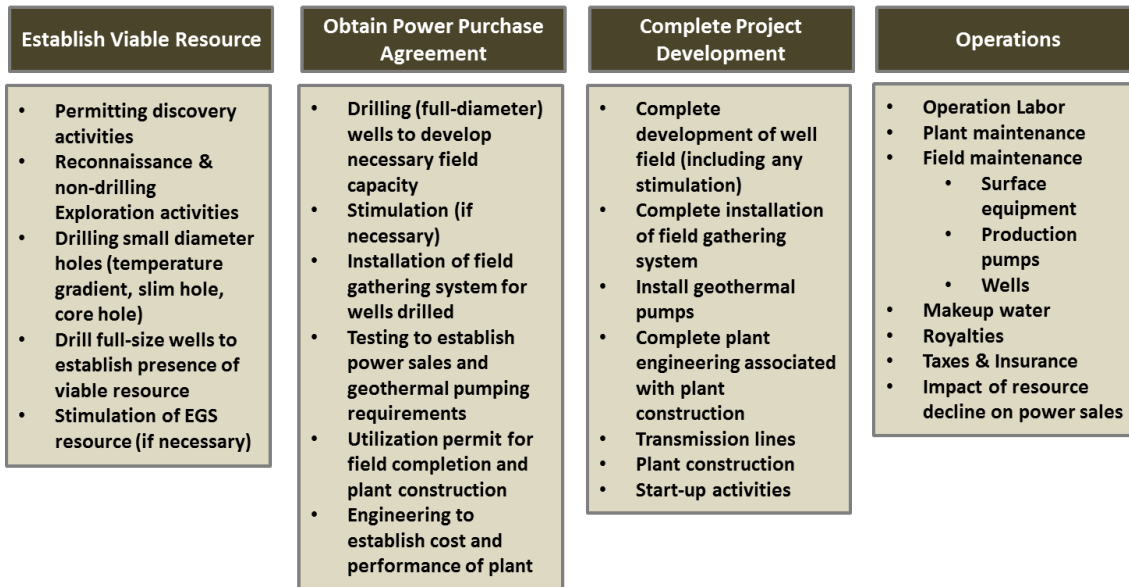 Establish Viable Resource
• Permitting discovery
activities
• Reconnaissance &
non-drilling
Exploration activities
• Drilling small diameter
holes (temperature
gradient, slim hole,
core hole)
• Drill full-size wells to
establish presence of
viable resource
• Stimulation of EGS
resource (if necessary)
Obtain Power Purchase
Agreement
• Drilling (full-diameter)
wells to develop
necessary field
capacity
• Stimulation (if
necessary)
• Installation of field
gathering system for
wells drilled
• Testing to establish
power sales and
geothermal pumping
requirements
• Utilization permit for
field completion and
plant construction
• Engineering to
establish cost and
performance of plant
Complete Project
Development
• Complete
development of well
field (including any
stimulation)
• Complete installation
of field gathering
system
• Install geothermal
pumps
• Complete plant
engineering associated
with plant
construction
• Transmission lines
• Plant construction
• Start-up activities
Operations
• Operation Labor
• Plant maintenance
• Field maintenance
• Surface
equipment
• Production
pumps
• Wells
• Makeup water
• Royalties
• Taxes & Insurance
• Impact of resource
decline on power sales